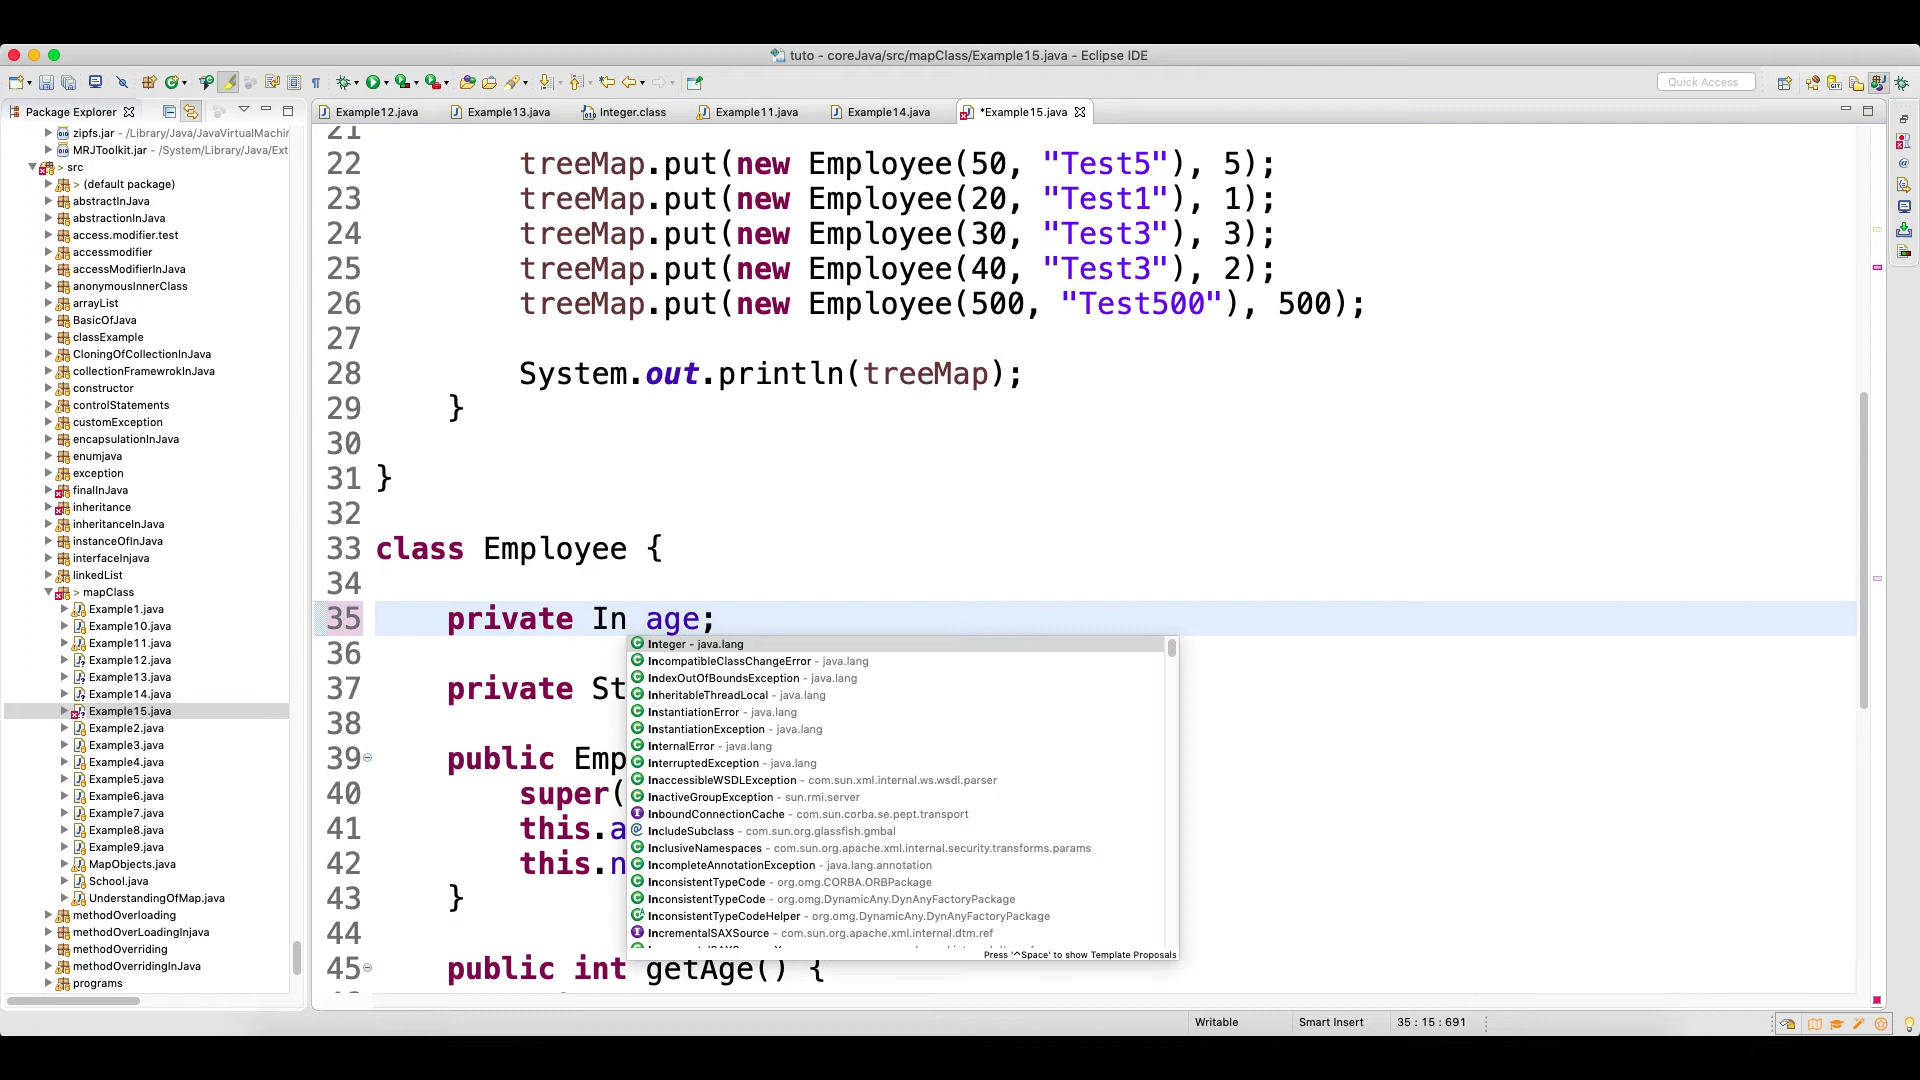 tuto - coreJava/src/mapClass/Example15.java - Eclipse IDE
Quick Access
Package Explorer
Example12.java
Example13.java
Integer.class
Example11.java
Example14.java
*Example15.java
zipfs.jar - /Library/Java/JavaVirtualMachin
MRJToolkit.jar - /System/Library/Java/Ext
> src
> (default package)
abstractInJava
abstractionInJava
access.modifier.test
accessmodifier
accessModifierInJava
anonymousInnerClass
arrayList
BasicOfJava
classExample
CloningOfCollectionInJava
collectionFramewrokInJava
constructor
controlStatements
customException
encapsulationInJava
enumjava
exception
finalInJava
inheritance
inheritanceInJava
instanceOfInJava
interfaceInjava
linkedList
> mapClass
Example1.java
Example10.java
Example11.java
Example12.java
Example13.java
Example14.java
Example15.java
Example2.java
Example3.java
Example4.java
Example5.java
Example6.java
Example7.java
Example8.java
Example9.java
MapObjects.java
School.java
UnderstandingOfMap.java
methodOverloading
methodOverLoadingInjava
methodOverriding
methodOverridingInJava
programs
21
22 treeMap.put(new Employee(50, "Test5"), 5);
23 treeMap.put(new Employee(20, "Test1"), 1);
24 treeMap.put(new Employee(30, "Test3"), 3);
25 treeMap.put(new Employee(40, "Test3"), 2);
26 treeMap.put(new Employee(500, "Test500"), 500);
27
28 System.out.println(treeMap);
29 }
30
31 }
32
33 class Employee {
34
35 private In age;
36
37 private St
38
39 public Emp
40 super(
41 this.a
42 this.n
43 }
44
45 public int getAge() {
Integer - java.lang
IncompatibleClassChangeError - java.lang
IndexOutOfBoundsException - java.lang
InheritableThreadLocal - java.lang
InstantiationError - java.lang
InstantiationException - java.lang
InternalError - java.lang
InterruptedException - java.lang
InaccessibleWSDLException - com.sun.xml.internal.ws.wsdl.parser
InactiveGroupException - sun.rmi.server
InboundConnectionCache - com.sun.corba.se.pept.transport
IncludeSubclass - com.sun.org.glassfish.gmbal
InclusiveNamespaces - com.sun.org.apache.xml.internal.security.transforms.params
IncompleteAnnotationException - java.lang.annotation
InconsistentTypeCode - org.omg.CORBA.ORBPackage
InconsistentTypeCode - org.omg.DynamicAny.DynAnyFactoryPackage
InconsistentTypeCodeHelper - org.omg.DynamicAny.DynAnyFactoryPackage
IncrementalSAXSource - com.sun.org.apache.xml.internal.dtm.ref
Press '^Space' to show Template Proposals
Writable
Smart Insert
35 : 15 : 691